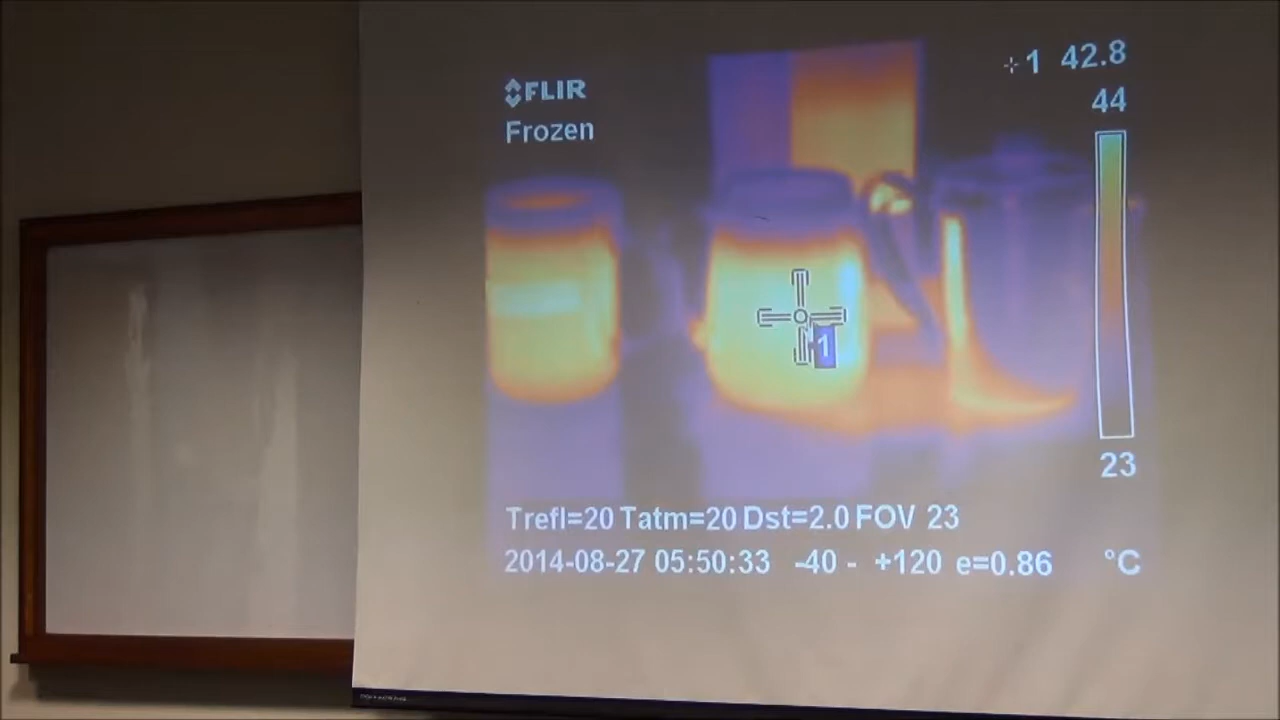 FLIR
Frozen
1 42.8
44
1
23
Trefl=20 Tatm=20 Dst=2.0 FOV 23
2014-08-27 05:50:33 -40 - +120 e=0.86 °C